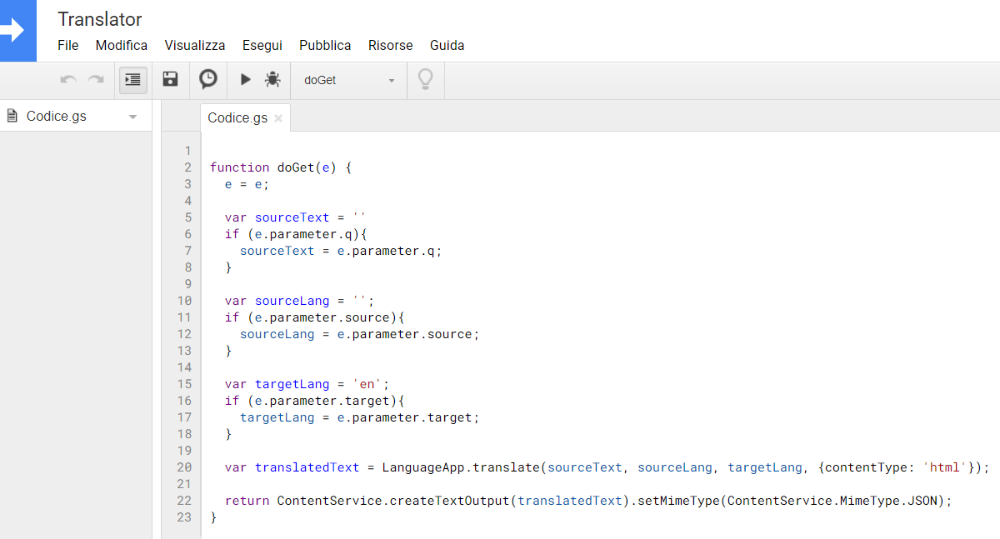 Translator
File Modifica Visualizza Esegui Pubblica Risorse Guida
doGet
Codice.gs
Codice.gs
1
2 function doGet(e) {
3   e = e;
4
5   var sourceText = ''
6   if (e.parameter.q){
7     sourceText = e.parameter.q;
8   }
9
10   var sourceLang = '';
11   if (e.parameter.source){
12     sourceLang = e.parameter.source;
13   }
14
15   var targetLang = 'en';
16   if (e.parameter.target){
17     targetLang = e.parameter.target;
18   }
19
20   var translatedText = LanguageApp.translate(sourceText, sourceLang, targetLang, {contentType: 'html'});
21
22   return ContentService.createTextOutput(translatedText).setMimeType(ContentService.MimeType.JSON);
23 }